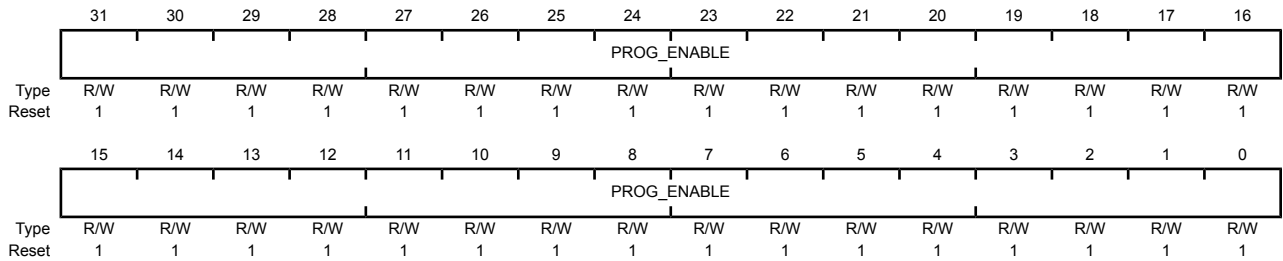 31 30 29 28 27 26 25 24 23 22 21 20 19 18 17 16
PROG_ENABLE
Type R/W R/W R/W R/W R/W R/W R/W R/W R/W R/W R/W R/W R/W R/W R/W R/W
Reset 1 1 1 1 1 1 1 1 1 1 1 1 1 1 1 1
15 14 13 12 11 10 9 8 7 6 5 4 3 2 1 0
PROG_ENABLE
Type R/W R/W R/W R/W R/W R/W R/W R/W R/W R/W R/W R/W R/W R/W R/W R/W
Reset 1 1 1 1 1 1 1 1 1 1 1 1 1 1 1 1